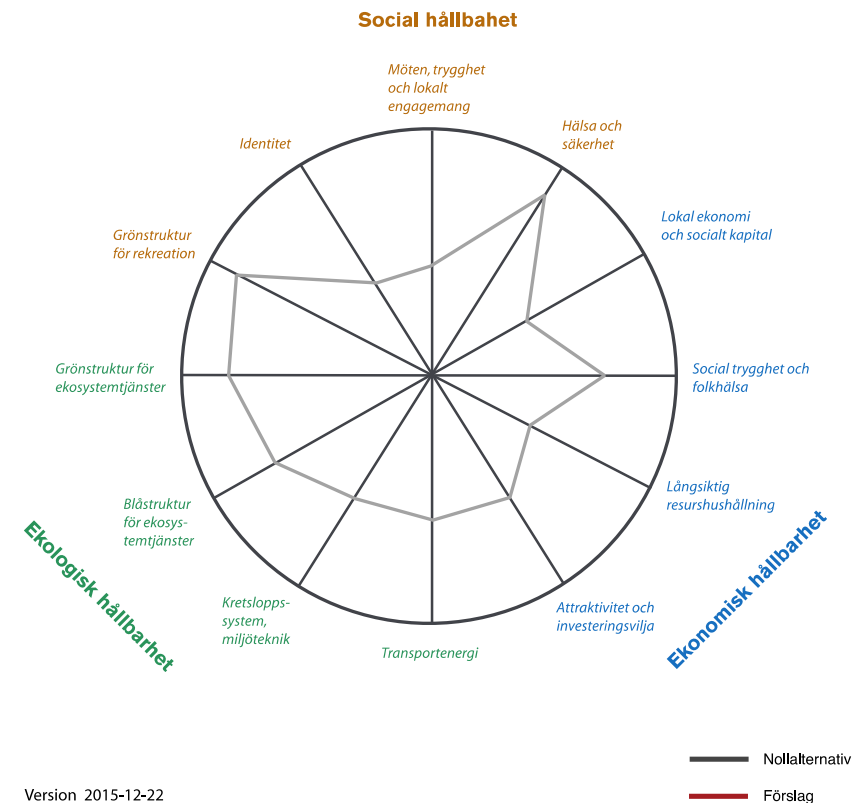 Social hållbahet
Möten, trygghet
och lokalt
engagemang
Hälsa och
säkerhet
Identitet
Lokal ekonomi
och socialt kapital
Grönstruktur
för rekreation
Social trygghet och
folkhälsa
Grönstruktur för
ekosystemtjänster
Långsiktig
resurshushållning
Blåstruktur
för ekosys-
temtjänster
Ekologisk hållbarhet
Ekonomisk hållbarhet
Kretslopps-
system,
miljöteknik
Attraktivitet och
investeringsvilja
Transportenergi
Nollalternativ
Förslag
Version 2015-12-22